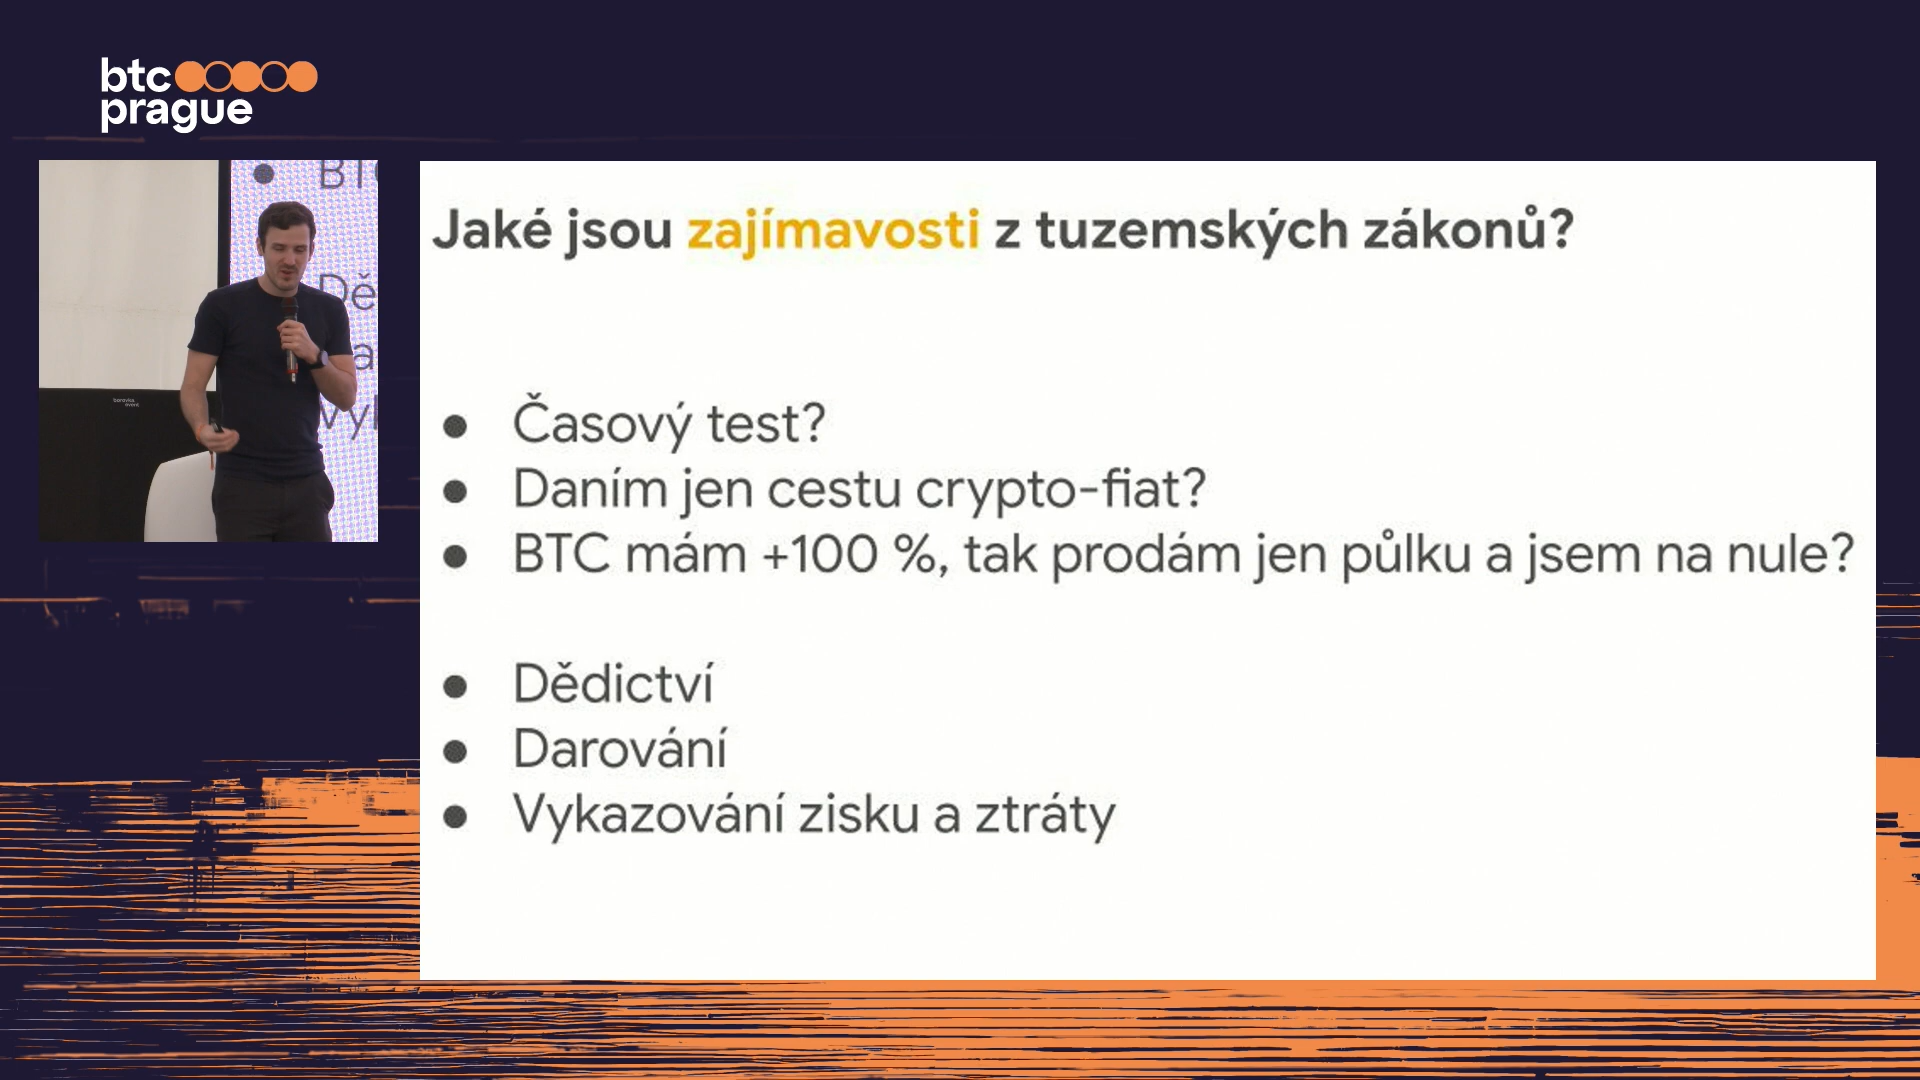 btc
prague
Jaké jsou zajímavosti z tuzemských zákonů?
Časový test?
Daním jen cestu crypto-fiat?
BTC mám +100 %, tak prodám jen půlku a jsem na nule?
Dědictví
Darování
Vykazování zisku a ztráty